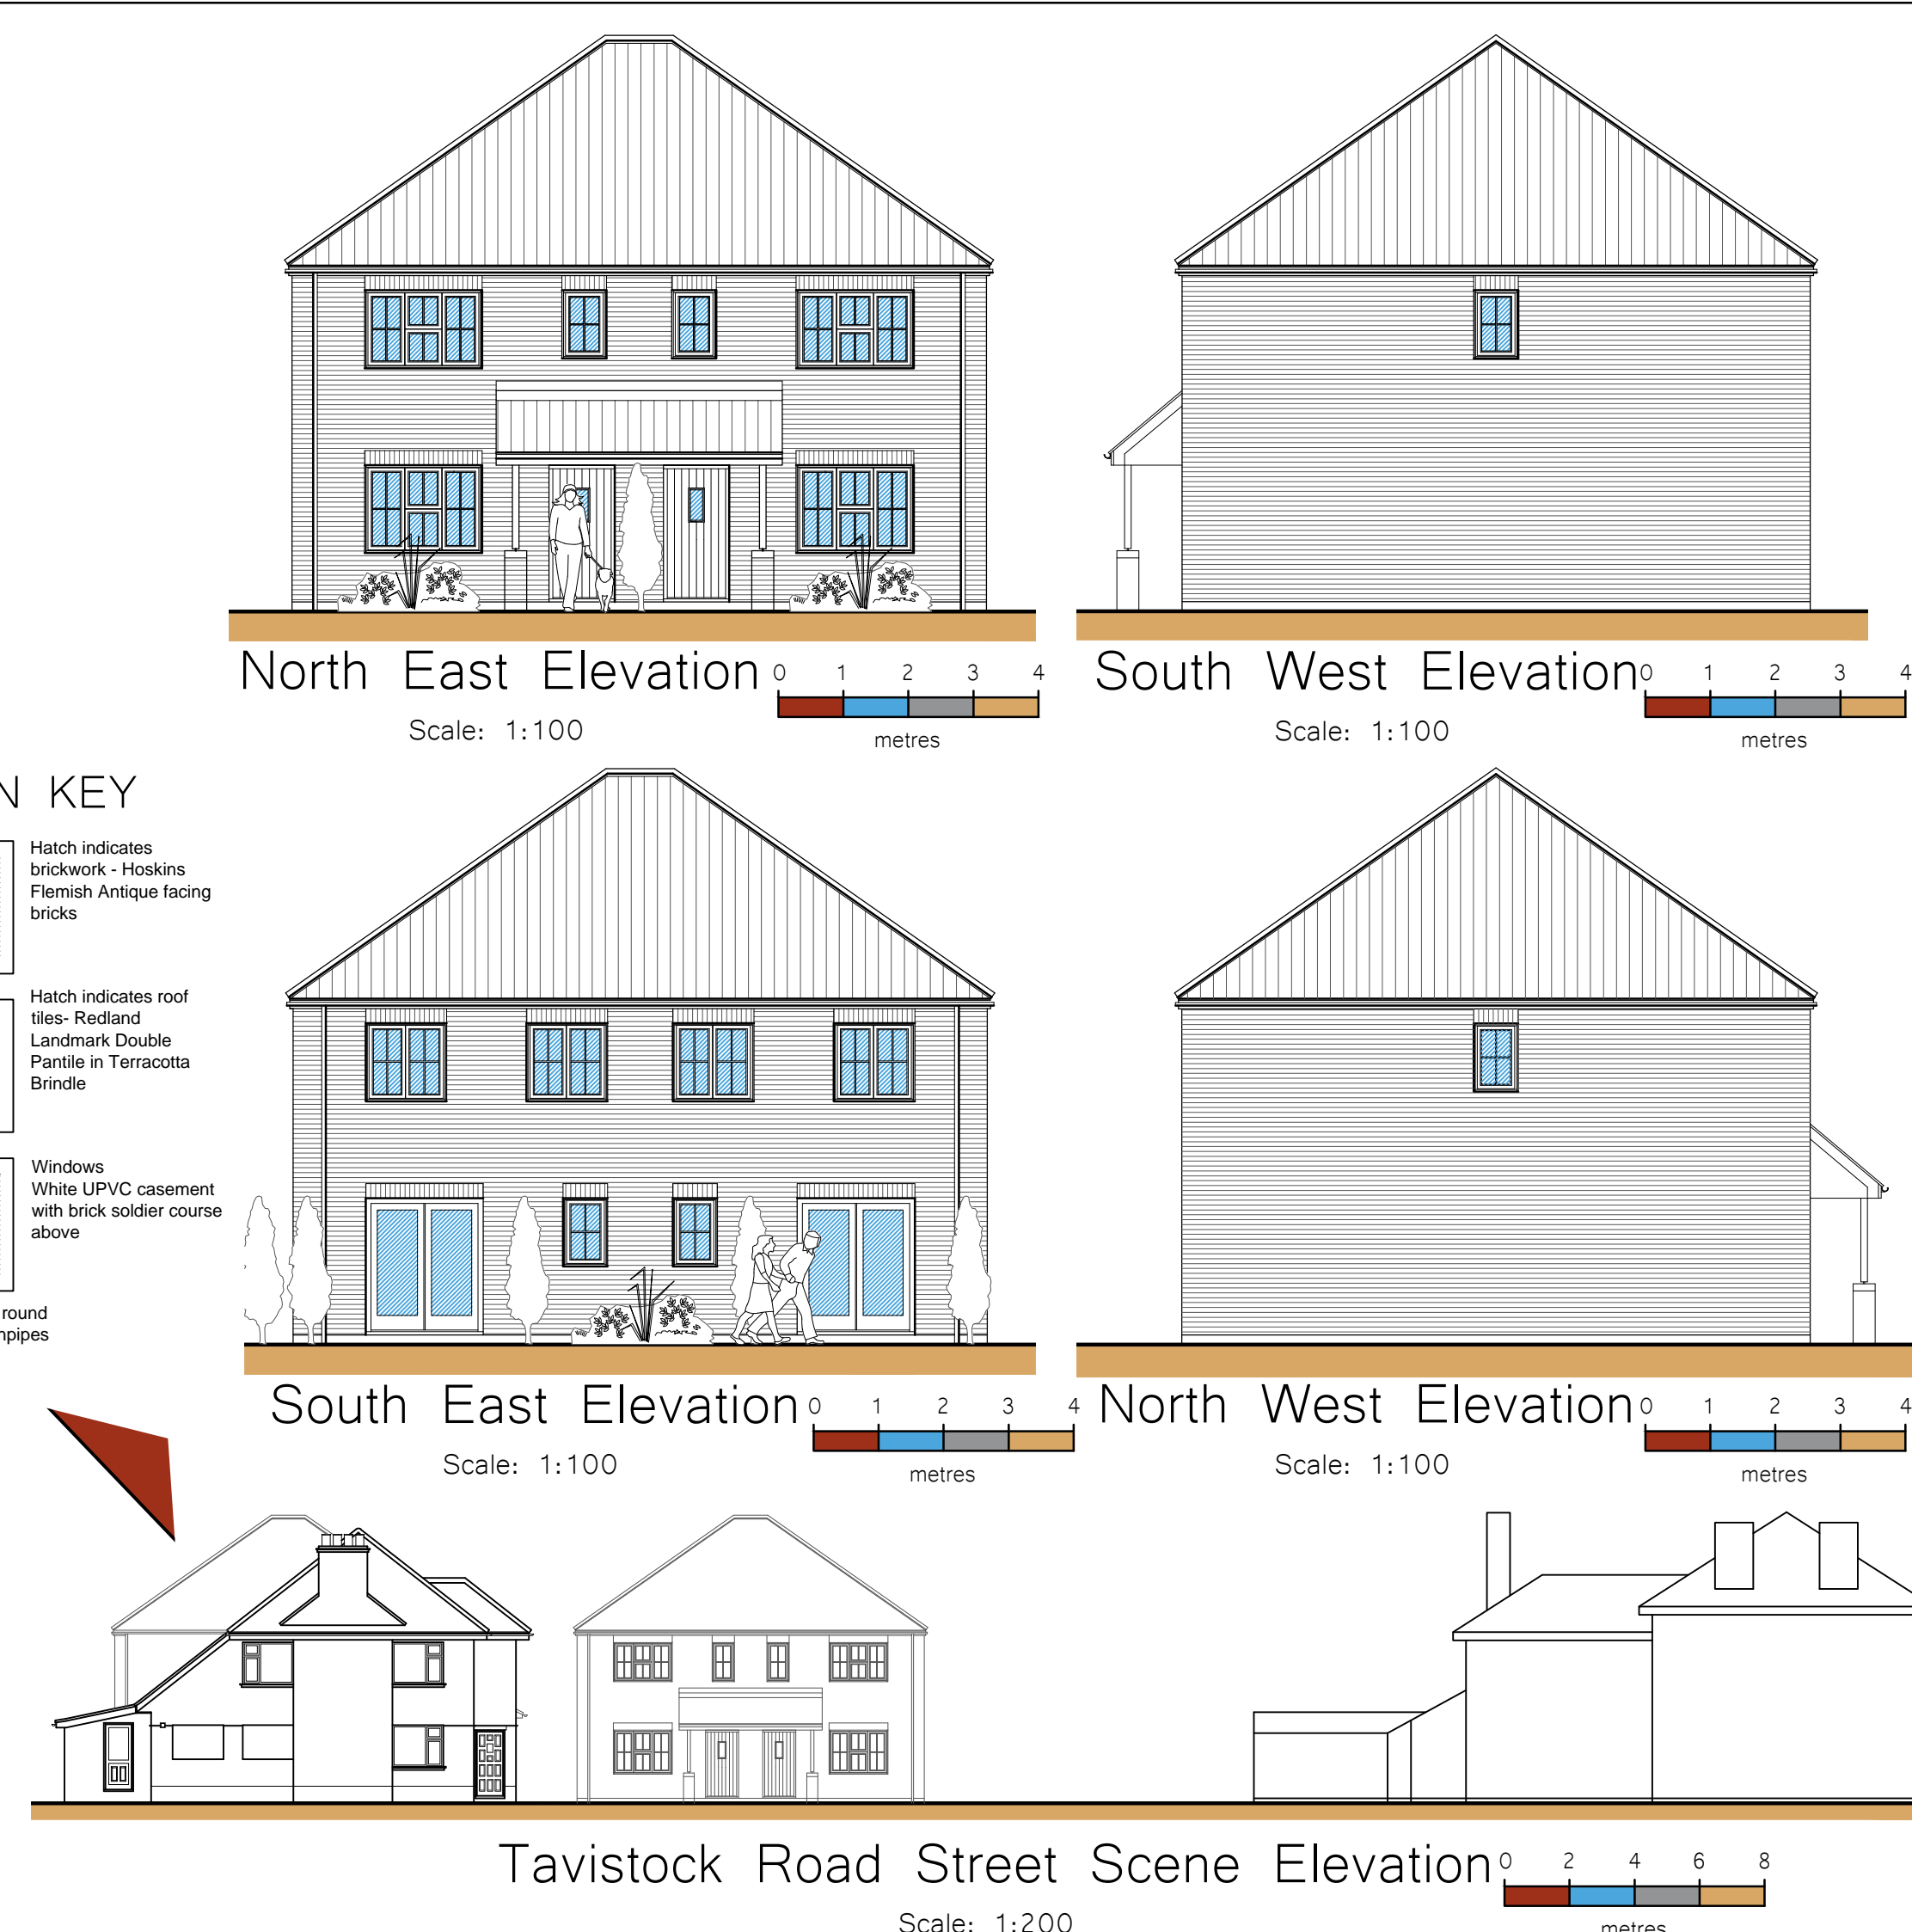 North East Elevation
0 1 2 3 4
Scale: 1:100
metres
South West Elevation
0 1 2 3 4
Scale: 1:100
metres
N KEY
Hatch indicates
brickwork - Hoskins
Flemish Antique facing
bricks
Hatch indicates roof
tiles- Redland
Landmark Double
Pantile in Terracotta
Brindle
Windows
White UPVC casement
with brick soldier course
above
round
npipes
South East Elevation
0 1 2 3 4
Scale: 1:100
metres
North West Elevation
0 1 2 3 4
Scale: 1:100
metres
Tavistock Road Street Scene Elevation
0 2 4 6 8
Scale: 1:200
metres